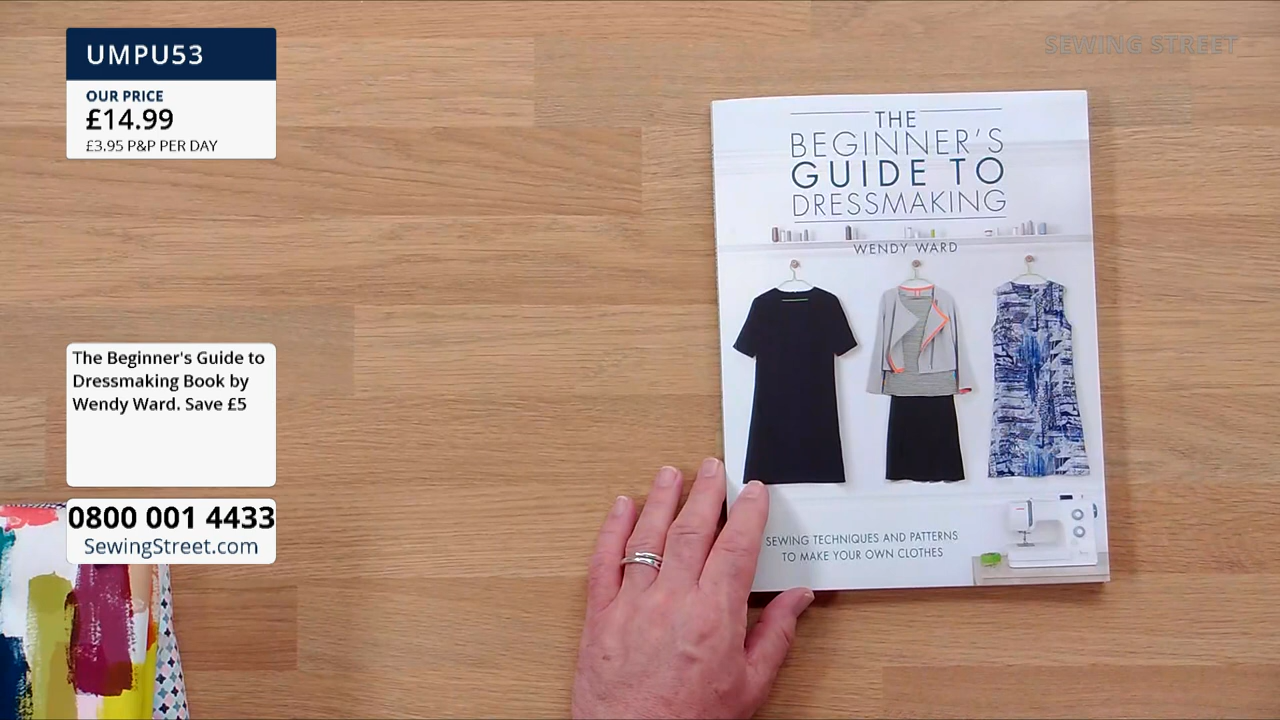 UMPU53
OUR PRICE
£14.99
£3.95 P&P PER DAY
The Beginner's Guide to
Dressmaking Book by
Wendy Ward. Save £5
0800 001 4433
SewingStreet.com
SEWING STREET
THE
BEGINNER'S
GUIDE TO
DRESSMAKING
WENDY WARD
SEWING TECHNIQUES AND PATTERNS
TO MAKE YOUR OWN CLOTHES